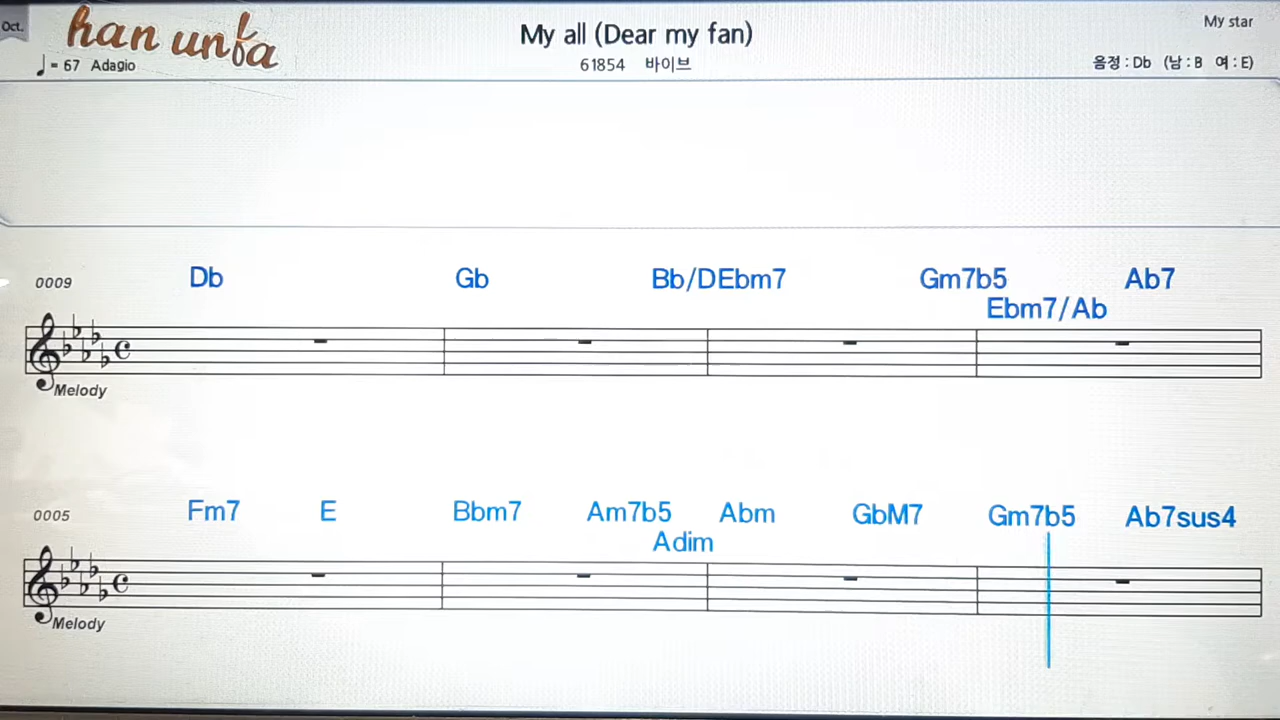 Oct.
han unfa
My all (Dear my fan)
My star
♩ = 67 Adagio
61854 바이브
음정 : Db (남 : B 여 : E)
0009
Db Gb Bb/D Ebm7 Gm7b5 Ab7
Ebm7/Ab
Melody
0005
Fm7 E Bbm7 Am7b5 Abm GbM7 Gm7b5 Ab7sus4
Adim
Melody